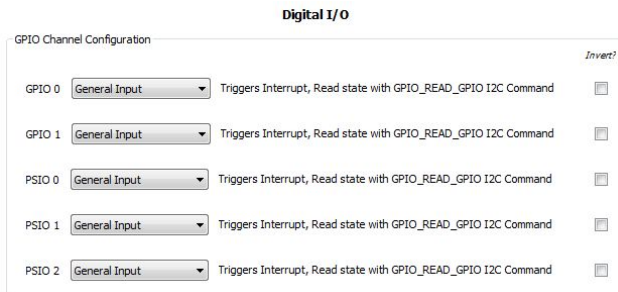 Digital I/O
GPIO Channel Configuration
Invert?
GPIO 0 General Input Triggers Interrupt, Read state with GPIO_READ_GPIO I2C Command
GPIO 1 General Input Triggers Interrupt, Read state with GPIO_READ_GPIO I2C Command
PSIO 0 General Input Triggers Interrupt, Read state with GPIO_READ_GPIO I2C Command
PSIO 1 General Input Triggers Interrupt, Read state with GPIO_READ_GPIO I2C Command
PSIO 2 General Input Triggers Interrupt, Read state with GPIO_READ_GPIO I2C Command